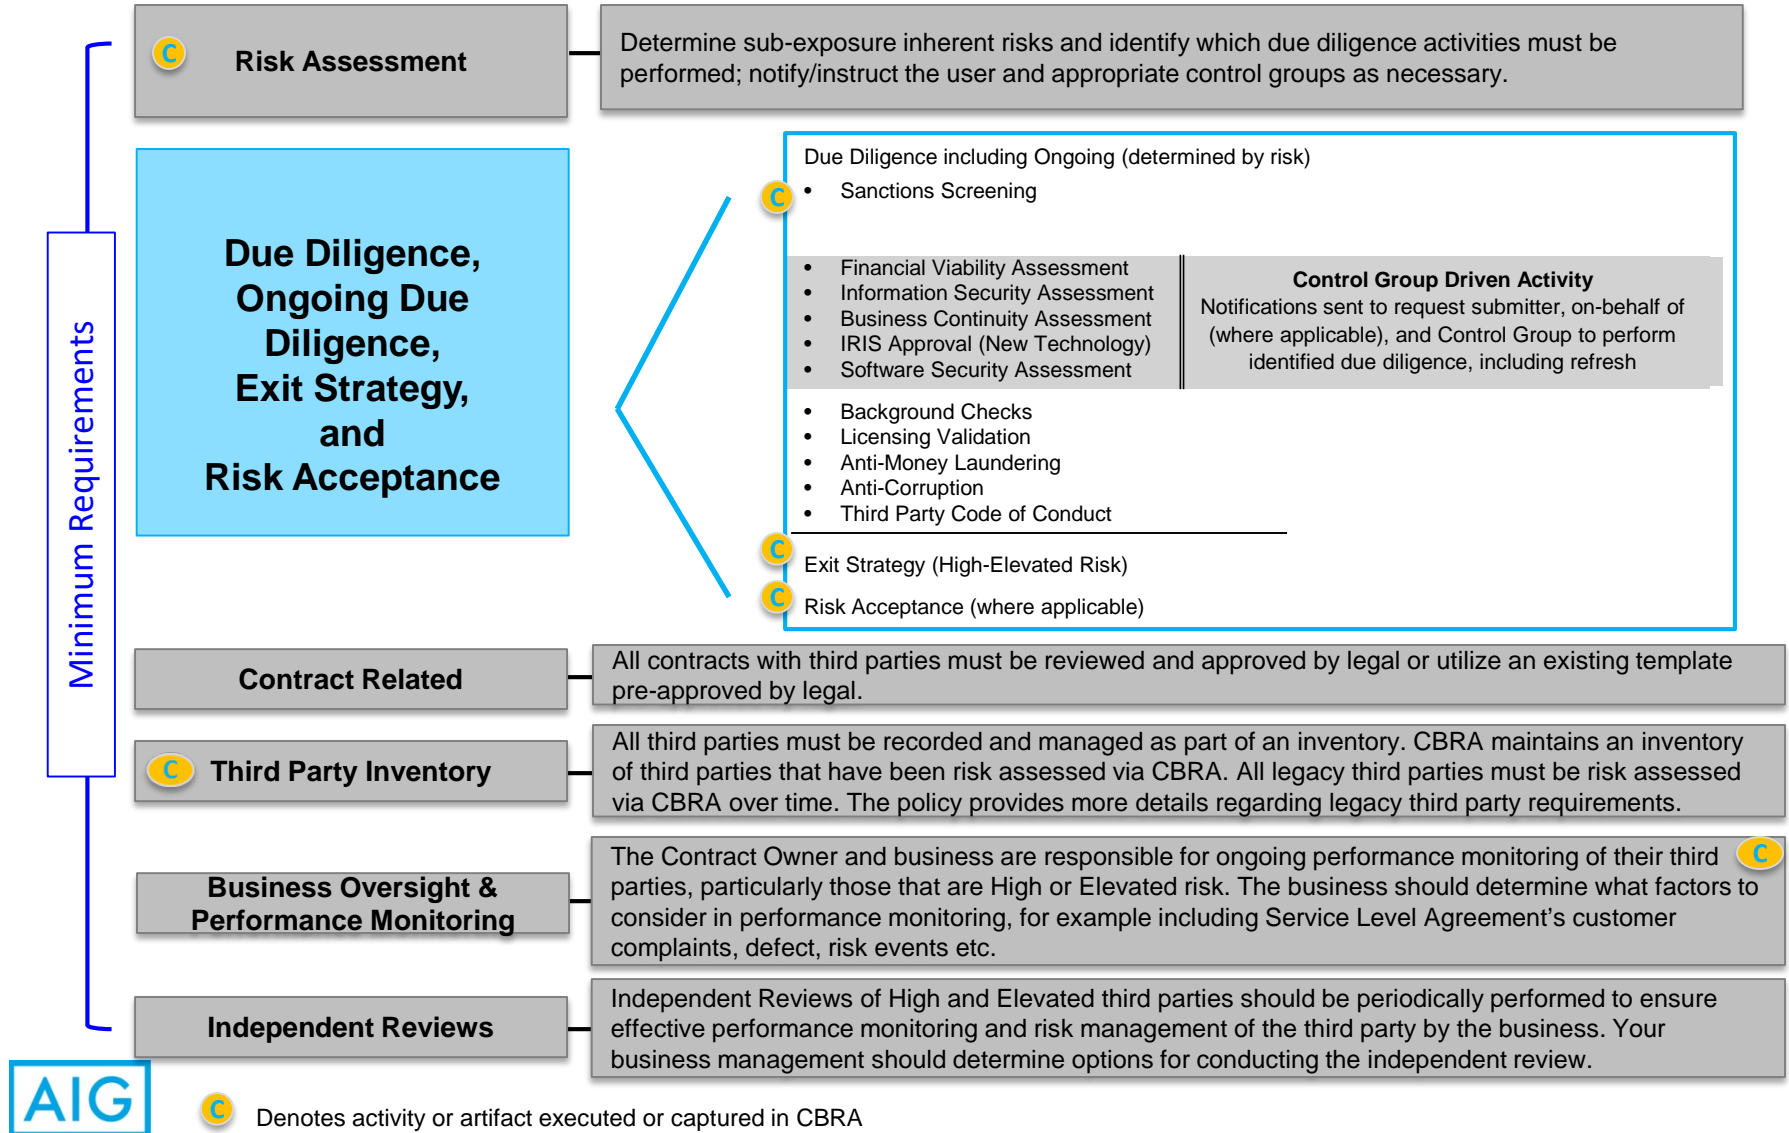 C
Risk Assessment
Determine sub-exposure inherent risks and identify which due diligence activities must be
performed; notify/instruct the user and appropriate control groups as necessary.
Minimum Requirements
Due Diligence,
Ongoing Due
Diligence,
Exit Strategy,
and
Risk Acceptance
Due Diligence including Ongoing (determined by risk)
C
• Sanctions Screening
• Financial Viability Assessment
• Information Security Assessment
• Business Continuity Assessment
• IRIS Approval (New Technology)
• Software Security Assessment
Control Group Driven Activity
Notifications sent to request submitter, on-behalf of
(where applicable), and Control Group to perform
identified due diligence, including refresh
• Background Checks
• Licensing Validation
• Anti-Money Laundering
• Anti-Corruption
• Third Party Code of Conduct
C
Exit Strategy (High-Elevated Risk)
C
Risk Acceptance (where applicable)
Contract Related
All contracts with third parties must be reviewed and approved by legal or utilize an existing template
pre-approved by legal.
C
Third Party Inventory
All third parties must be recorded and managed as part of an inventory. CBRA maintains an inventory
of third parties that have been risk assessed via CBRA. All legacy third parties must be risk assessed
via CBRA over time. The policy provides more details regarding legacy third party requirements.
Business Oversight &
Performance Monitoring
The Contract Owner and business are responsible for ongoing performance monitoring of their third
C
parties, particularly those that are High or Elevated risk. The business should determine what factors to
consider in performance monitoring, for example including Service Level Agreement’s customer
complaints, defect, risk events etc.
Independent Reviews
Independent Reviews of High and Elevated third parties should be periodically performed to ensure
effective performance monitoring and risk management of the third party by the business. Your
business management should determine options for conducting the independent review.
AIG
C
Denotes activity or artifact executed or captured in CBRA